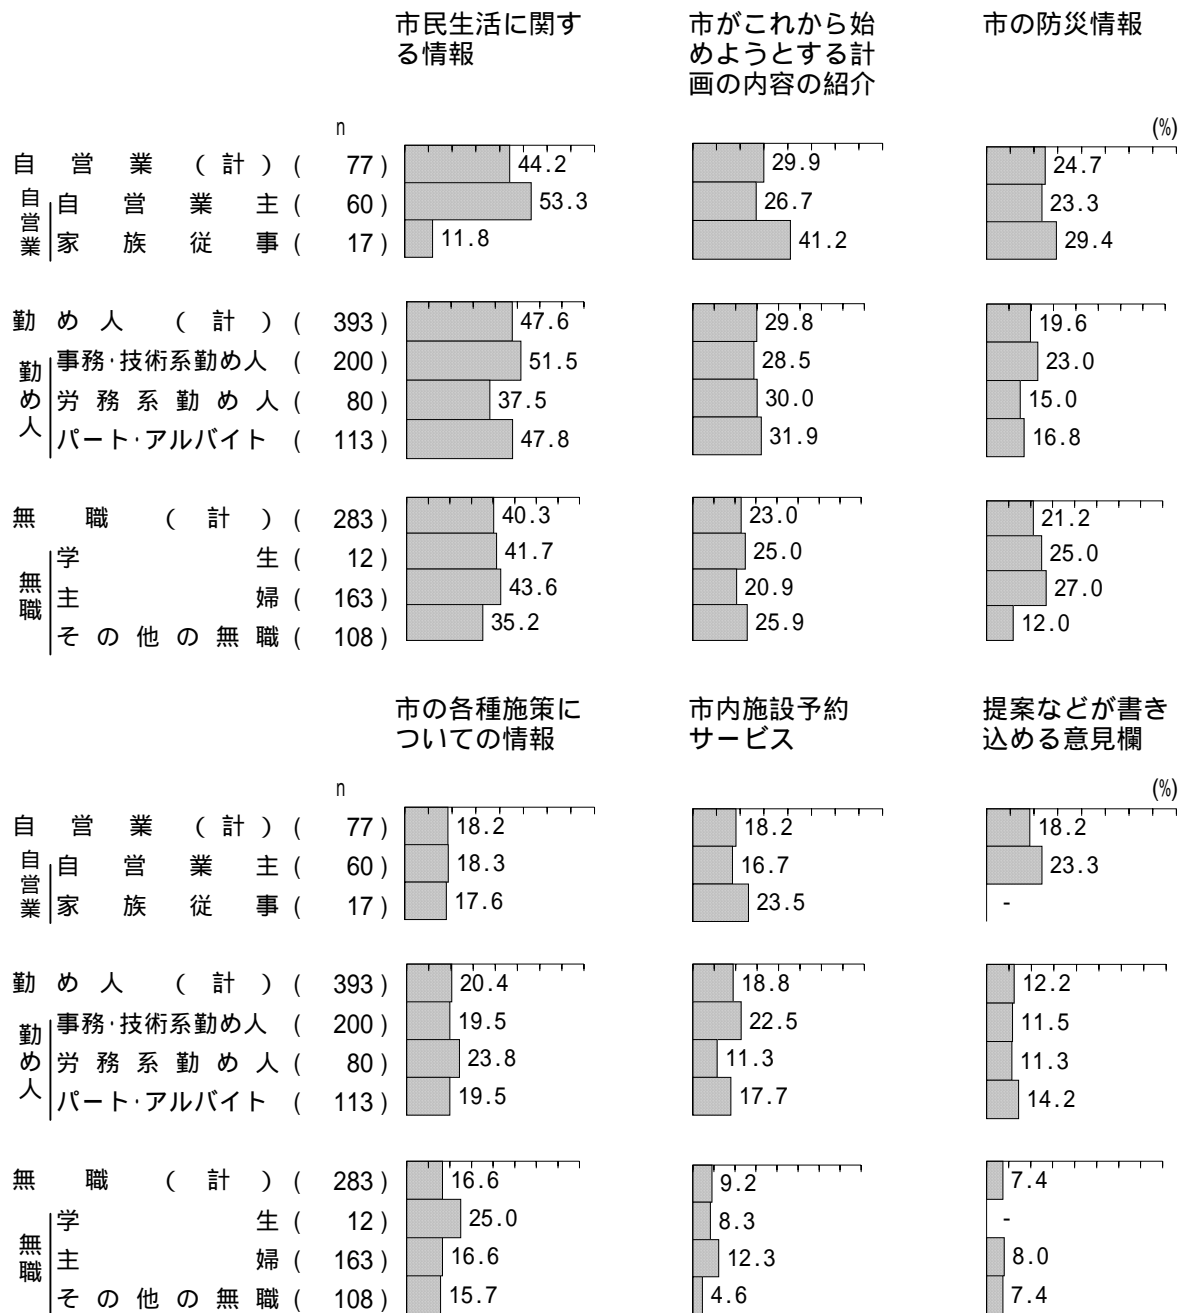 市民生活に関す
る情報
市がこれから始
めようとする計
画の内容の紹介
市の防災情報
n
(%)
自営業(計)( 77) 44.2 29.9 24.7
自営業
自営業主( 60) 53.3 26.7 23.3
家族従事( 17) 11.8 41.2 29.4
勤め人(計)( 393) 47.6 29.8 19.6
勤め人
事務・技術系勤め人( 200) 51.5 28.5 23.0
労務系勤め人( 80) 37.5 30.0 15.0
パート・アルバイト( 113) 47.8 31.9 16.8
無職(計)( 283) 40.3 23.0 21.2
無職
学生( 12) 41.7 25.0 25.0
主婦( 163) 43.6 20.9 27.0
その他の無職( 108) 35.2 25.9 12.0
市の各種施策に
ついての情報
市内施設予約
サービス
提案などが書き
込める意見欄
n
(%)
自営業(計)( 77) 18.2 18.2 18.2
自営業
自営業主( 60) 18.3 16.7 23.3
家族従事( 17) 17.6 23.5 -
勤め人(計)( 393) 20.4 18.8 12.2
勤め人
事務・技術系勤め人( 200) 19.5 22.5 11.5
労務系勤め人( 80) 23.8 11.3 11.3
パート・アルバイト( 113) 19.5 17.7 14.2
無職(計)( 283) 16.6 9.2 7.4
無職
学生( 12) 25.0 8.3 -
主婦( 163) 16.6 12.3 8.0
その他の無職( 108) 15.7 4.6 7.4